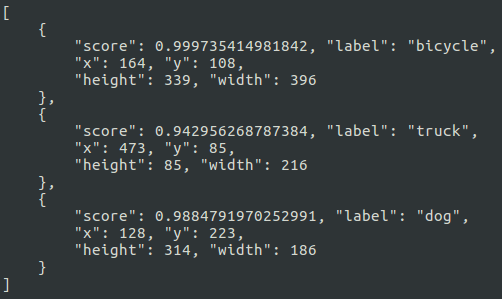 [
    {
        "score": 0.999735414981842, "label": "bicycle",
        "x": 164, "y": 108,
        "height": 339, "width": 396
    },
    {
        "score": 0.942956268787384, "label": "truck",
        "x": 473, "y": 85,
        "height": 85, "width": 216
    },
    {
        "score": 0.9884791970252991, "label": "dog",
        "x": 128, "y": 223,
        "height": 314, "width": 186
    }
]